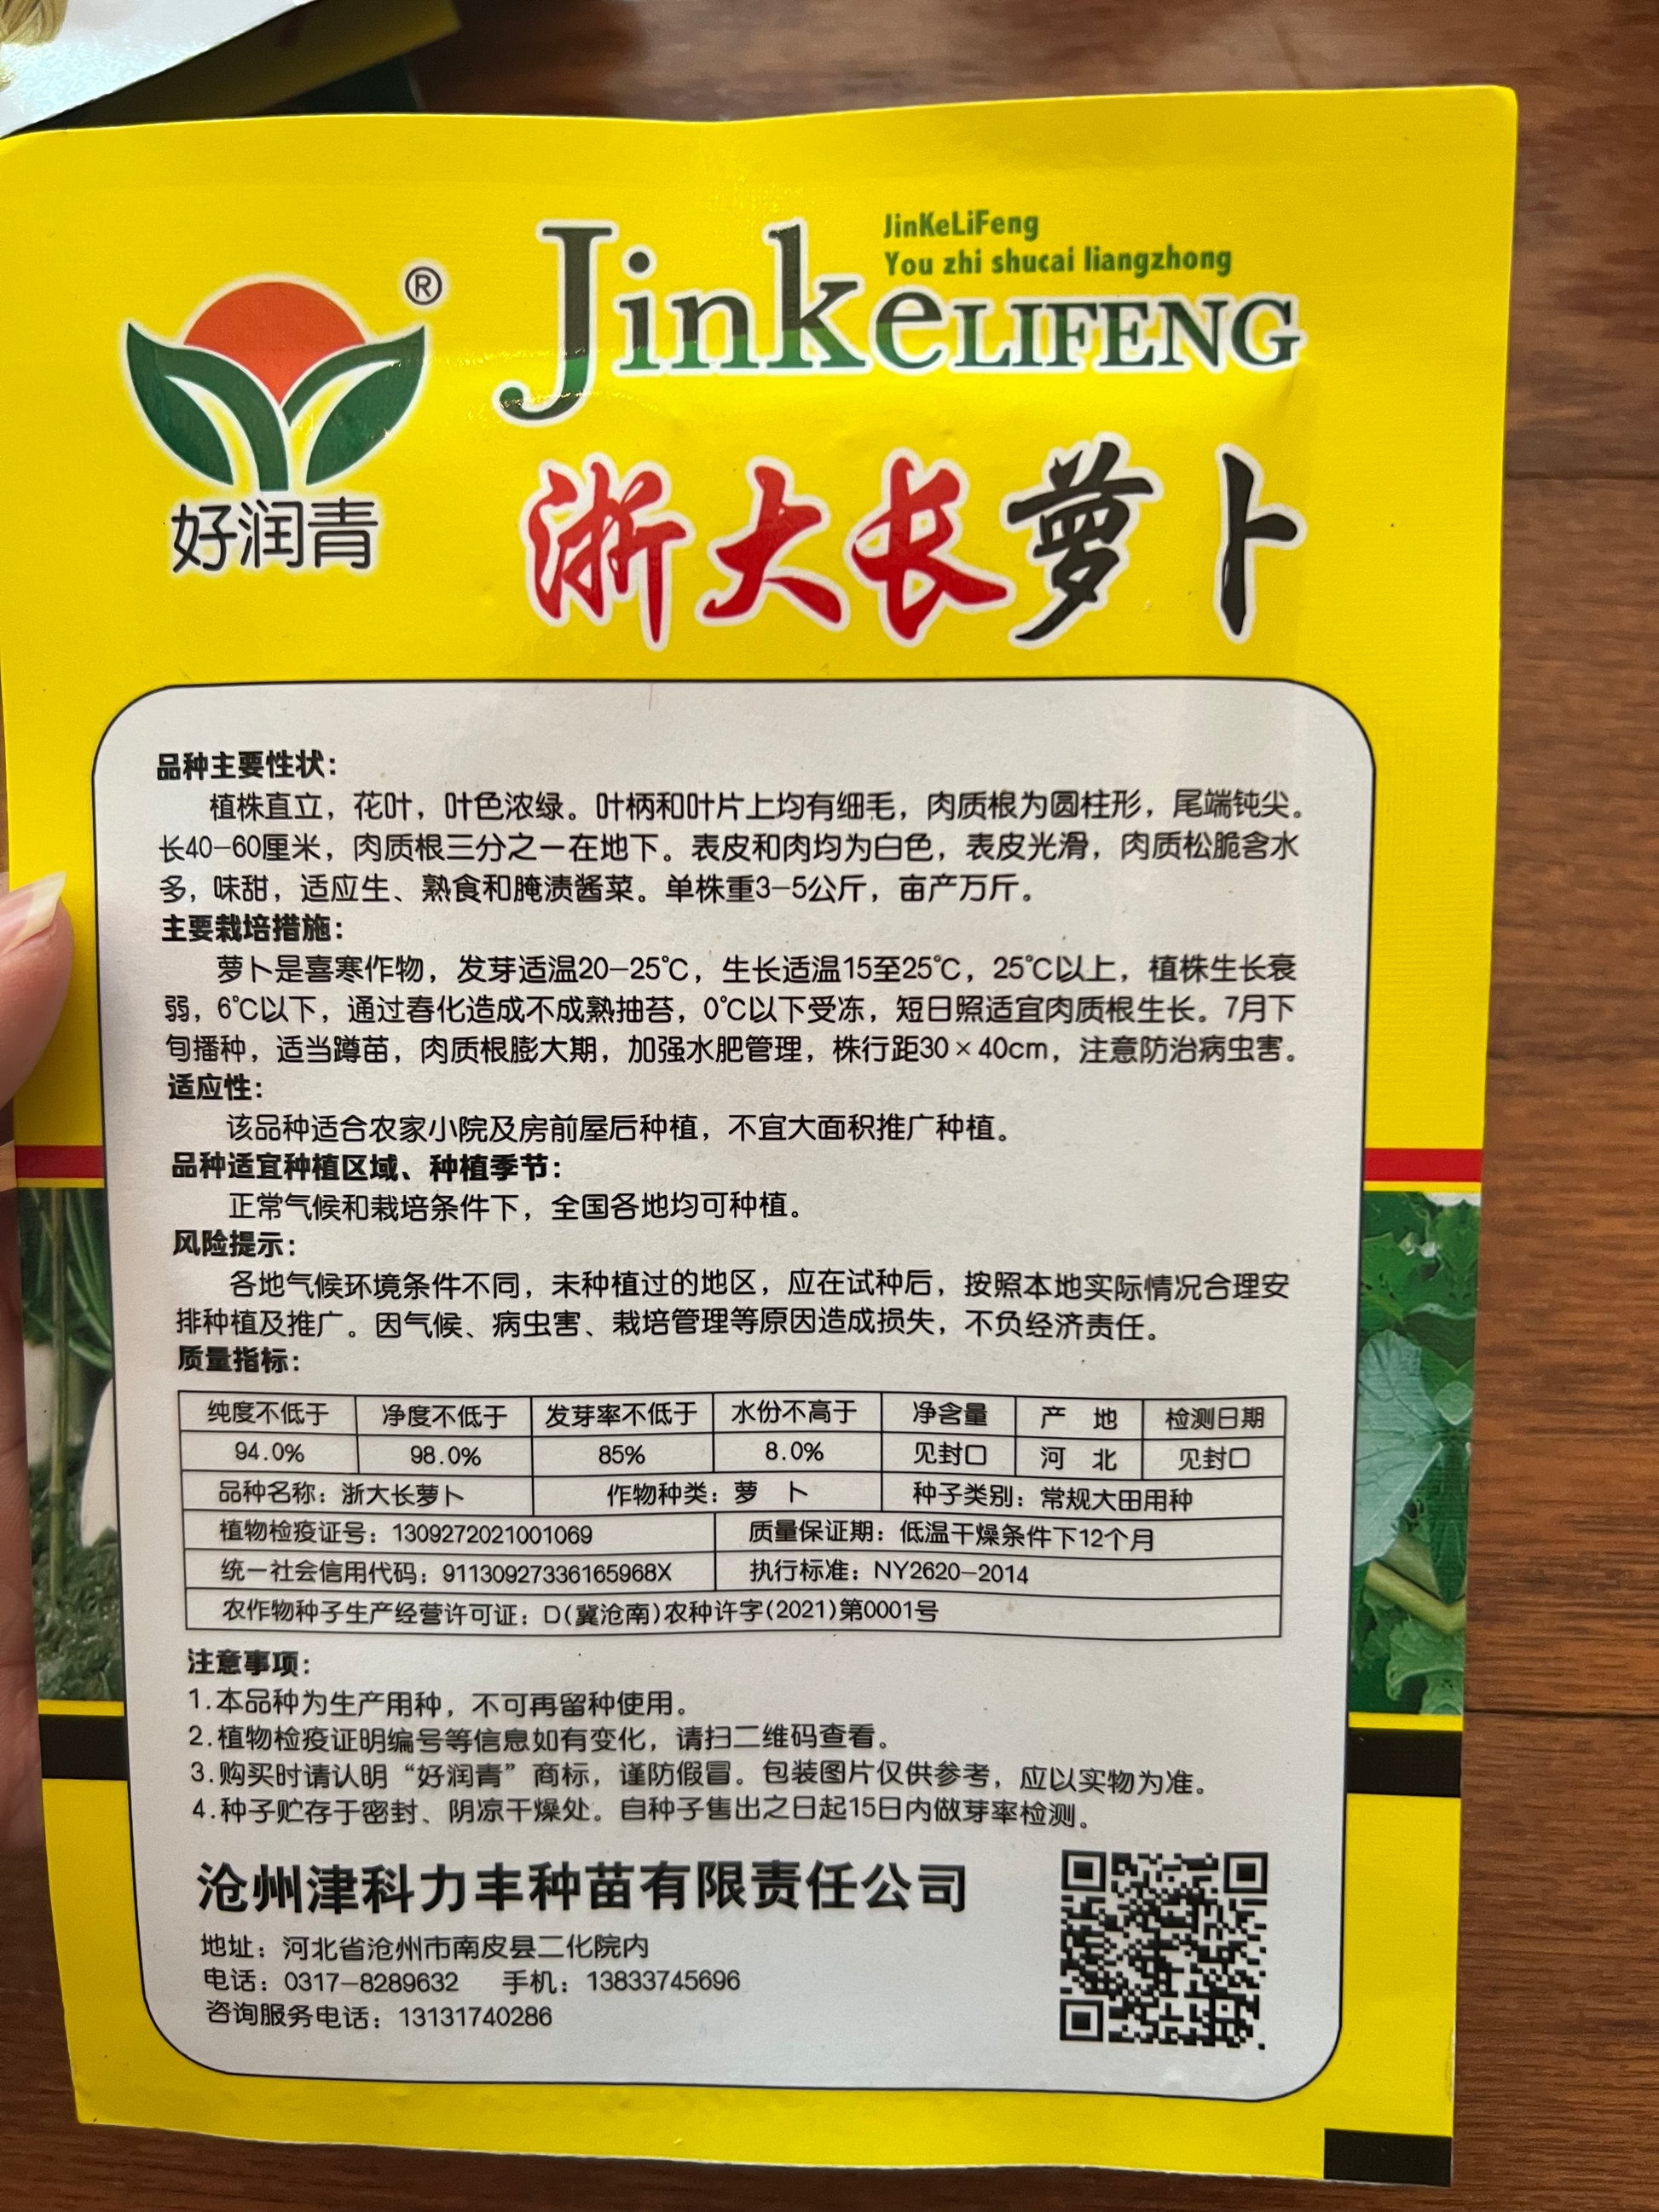 JinKeLiFeng
You zhi shucai liangzhong
JinkeLIFENG
®
好润青
浙大长萝卜
品种主要性状：
植株直立，花叶，叶色浓绿。叶柄和叶片上均有细毛，肉质根为圆柱形，尾端钝尖。
长40-60厘米，肉质根三分之一在地下。表皮和肉均为白色，表皮光滑，肉质松脆含水
多，味甜，适应生、熟食和腌渍酱菜。单株重3-5公斤，亩产万斤。
主要栽培措施：
萝卜是喜寒作物，发芽适温20-25℃，生长适温15至25℃，25℃以上，植株生长衰
弱，6℃以下，通过春化造成不成熟抽苔，0℃以下受冻，短日照适宜肉质根生长。7月下
旬播种，适当蹲苗，肉质根膨大期，加强水肥管理，株行距30×40cm，注意防治病虫害。
适应性：
该品种适合农家小院及房前屋后种植，不宜大面积推广种植。
品种适宜种植区域、种植季节：
正常气候和栽培条件下，全国各地均可种植。
风险提示：
各地气候环境条件不同，未种植过的地区，应在试种后，按照本地实际情况合理安
排种植及推广。因气候、病虫害、栽培管理等原因造成损失，不负经济责任。
质量指标：
纯度不低于 净度不低于 发芽率不低于 水份不高于 净含量 产 地 检测日期
94.0% 98.0% 85% 8.0% 见封口 河 北 见封口
品种名称：浙大长萝卜 作物种类：萝 卜 种子类别：常规大田用种
植物检疫证号：1309272021001069 质量保证期：低温干燥条件下12个月
统一社会信用代码：91130927336165968X 执行标准：NY2620-2014
农作物种子生产经营许可证：D(冀沧南)农种许字(2021)第0001号
注意事项：
1.本品种为生产用种，不可再留种使用。
2.植物检疫证明编号等信息如有变化，请扫二维码查看。
3.购买时请认明“好润青”商标，谨防假冒。包装图片仅供参考，应以实物为准。
4.种子贮存于密封、阴凉干燥处。自种子售出之日起15日内做芽率检测。
沧州津科力丰种苗有限责任公司
地址：河北省沧州市南皮县二化院内
电话：0317-8289632 手机：13833745696
咨询服务电话：13131740286